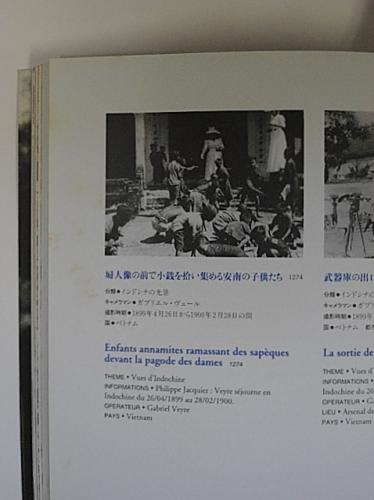 婦人像の前で小銭を拾い集める安南の子供たち 1274
分類●インドシナの光景
キャメラマン●ガブリエル・ヴェール
撮影時期●1899年4月26日から1900年2月28日の間
国●ベトナム
Enfants annamites ramassant des sapèques
devant la pagode des dames 1274
THEME • Vues d'Indochine
INFORMATIONS • Philippe Jacquier : Veyre séjourne en
Indochine du 26/04/1899 au 28/02/1900.
OPERATEUR • Gabriel Veyre
PAYS • Vietnam
武器庫の出
分類●インドシナの
キャメラマン●ガブ
撮影時期●1899年
国●ベトナム
La sortie de
THEME • Vues d
INFORMATIONS •
Indochine du 26
OPERATEUR • Ga
LIEU • Arsenal de
PAYS • Vietnam